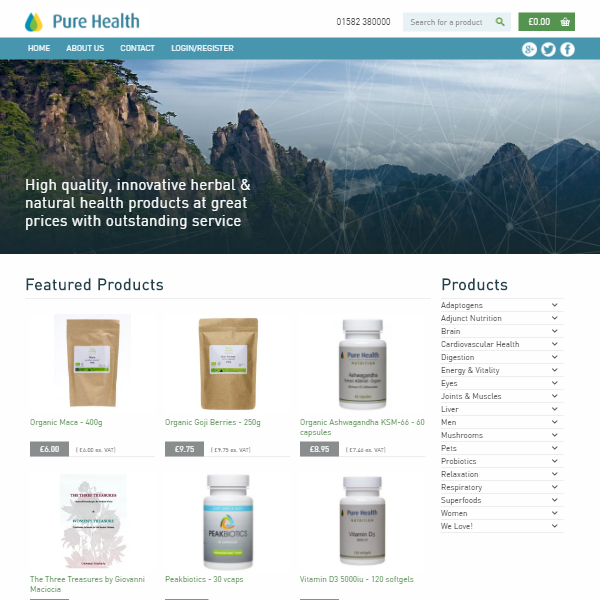 Pure Health
01582 380000
Search for a product
£0.00
HOME
ABOUT US
CONTACT
LOGIN/REGISTER
High quality, innovative herbal &
natural health products at great
prices with outstanding service
Featured Products
Organic Maca - 400g
£6.00
(£6.00 ex. VAT)
Organic Goji Berries - 250g
£9.75
(£9.75 ex. VAT)
Pure Health
NUTRITION
Ashwagandha
Organic Ashwagandha KSM-66 - 60
capsules
£8.95
(£7.46 ex. VAT)
THE THREE TREASURES
WOMEN'S TREASURE
The Three Treasures by Giovanni
Maciocia
PEAKBIOTICS
Peakbiotics - 30 vcaps
Pure Health
NUTRITION
Vitamin D3
Vitamin D3 5000iu - 120 softgels
Products
Adaptogens
Adjunct Nutrition
Brain
Cardiovascular Health
Digestion
Energy & Vitality
Eyes
Joints & Muscles
Liver
Men
Mushrooms
Pets
Probiotics
Relaxation
Respiratory
Superfoods
Women
We Love!